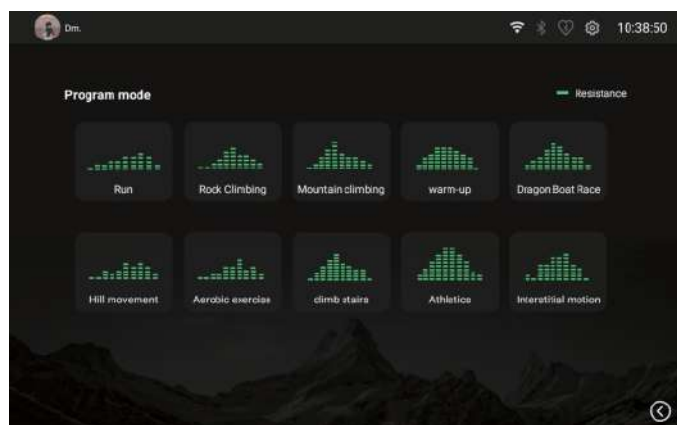 Dm.
10:38:50
Program mode
Resistance
Run
Rock Climbing
Mountain climbing
warm-up
Dragon Boat Race
Hill movement
Aerobic exercise
climb stairs
Athletics
Interstitial motion